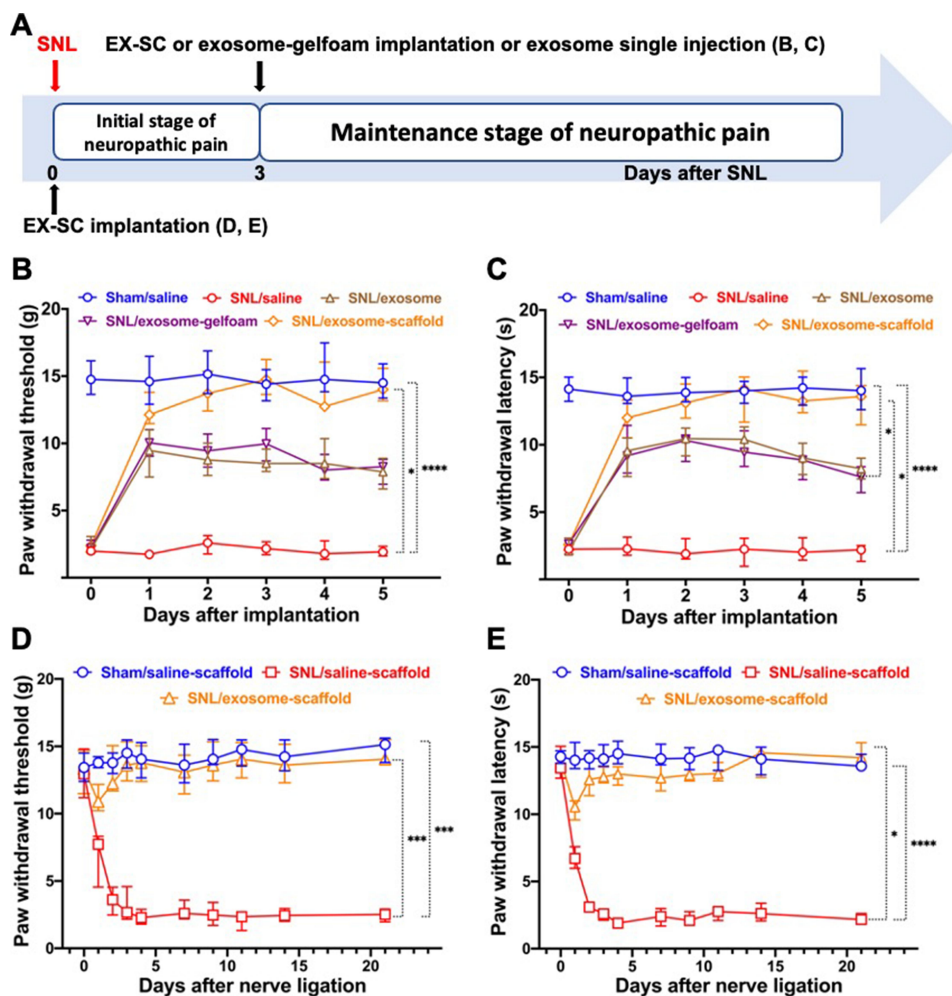 A
SNL EX-SC or exosome-gelfoam implantation or exosome single injection (B, C)
Initial stage of
neuropathic pain
Maintenance stage of neuropathic pain
0 3 Days after SNL
EX-SC implantation (D, E)
B
Sham/saline SNL/saline SNL/exosome
SNL/exosome-gelfoam SNL/exosome-scaffold
Paw withdrawal threshold (g)
20
15
10
5
* ****
0 1 2 3 4 5
Days after implantation
C
Sham/saline SNL/saline SNL/exosome
SNL/exosome-gelfoam SNL/exosome-scaffold
Paw withdrawal latency (s)
20
15
10
5
* * ****
0 1 2 3 4 5
Days after implantation
D
Sham/saline-scaffold SNL/saline-scaffold
SNL/exosome-scaffold
Paw withdrawal threshold (g)
20
15
10
5
0
*** ***
0 5 10 15 20
Days after nerve ligation
E
Sham/saline-scaffold SNL/saline-scaffold
SNL/exosome-scaffold
Paw withdrawal latency (s)
20
15
10
5
0
* ****
0 5 10 15 20
Days after nerve ligation